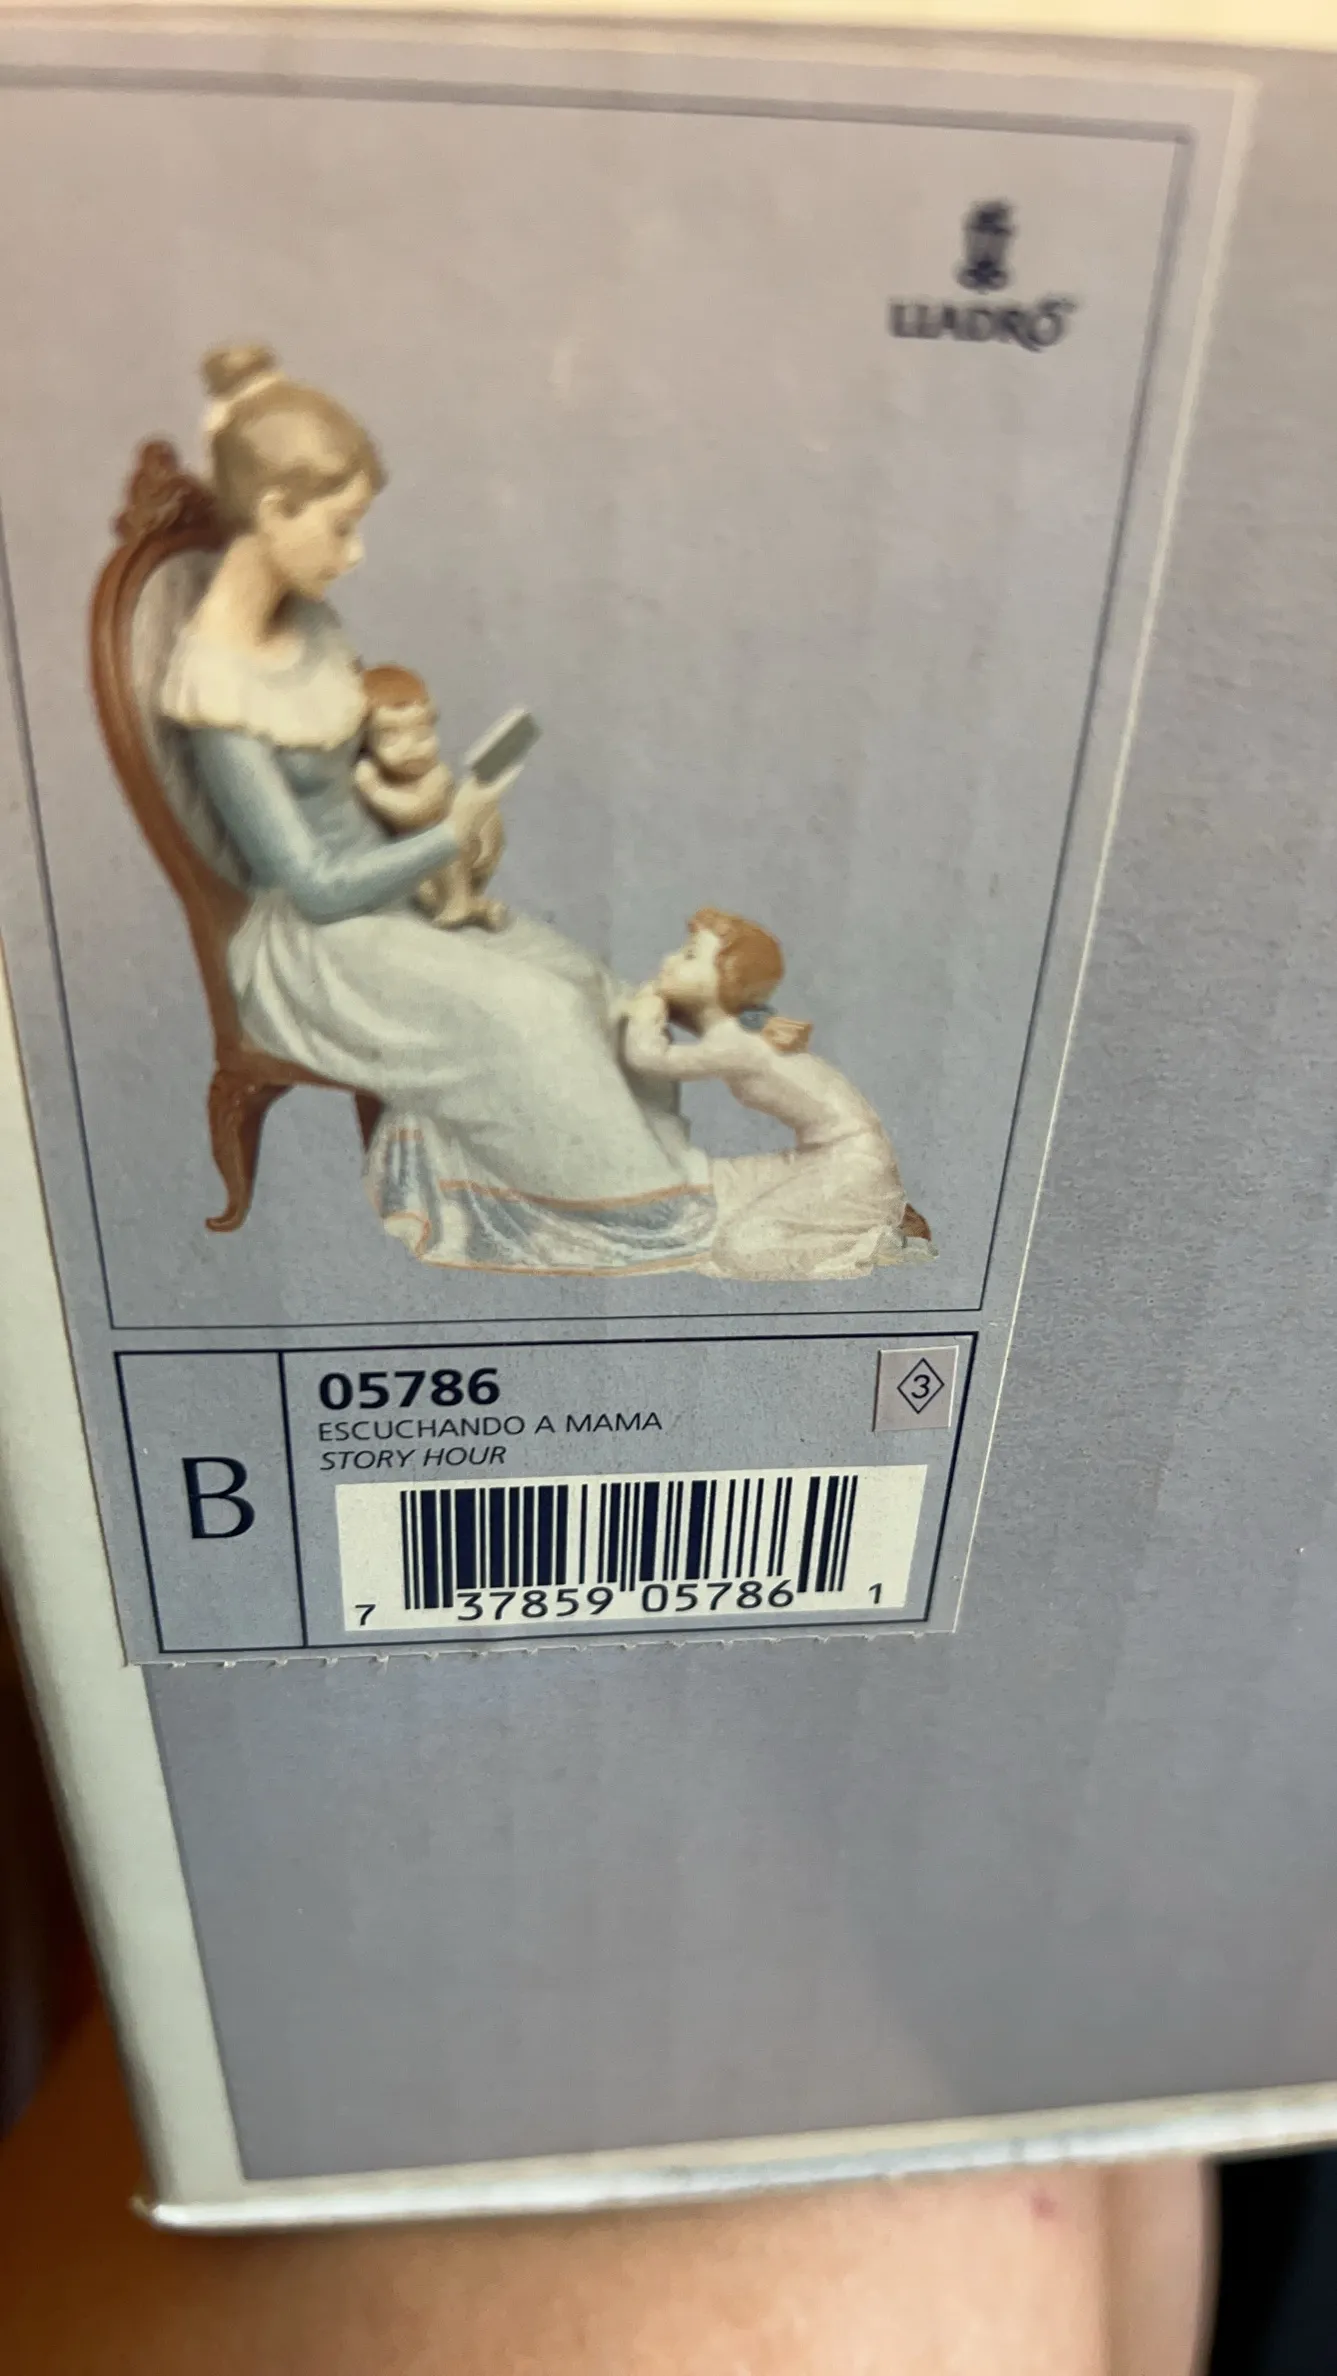 LLADRÓ
05786
3
ESCUCHANDO A MAMA
STORY HOUR
B
7 37859 05786 1